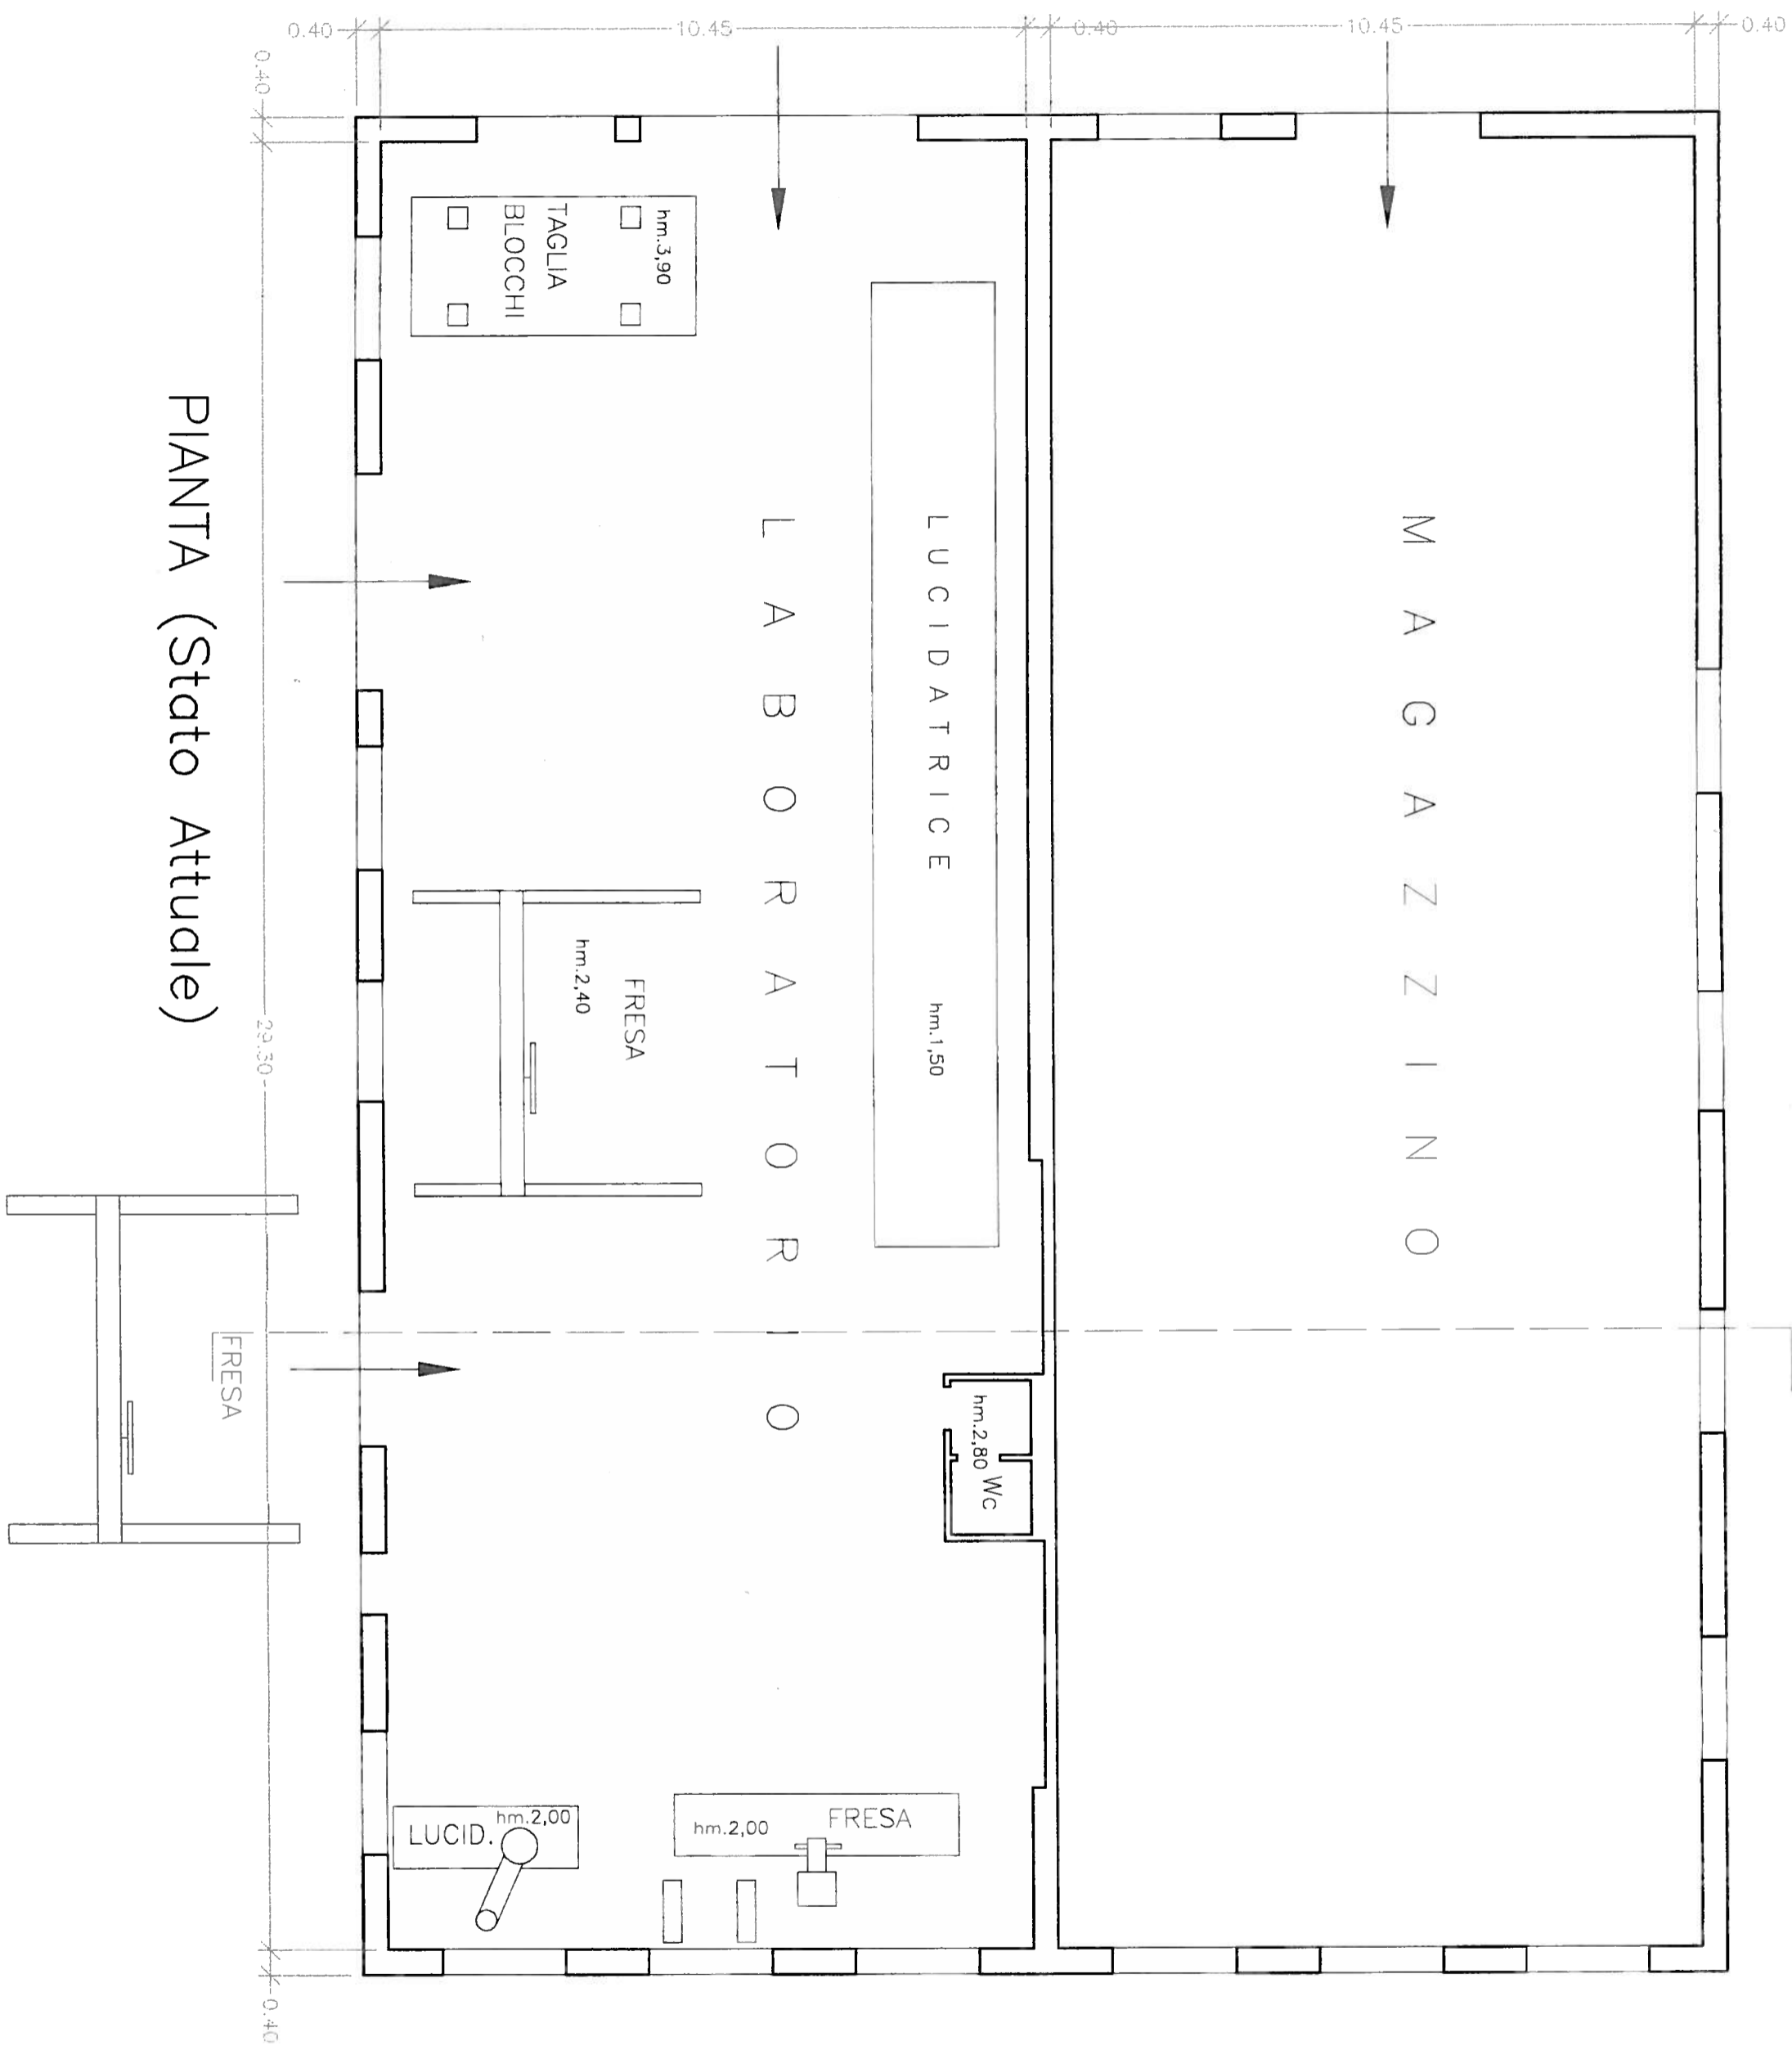 0.40
10.45
0.40
10.45
0.40
0.40
TAGLIA
BLOCCHI
hm.3,90
LUCIDATRICE
hm.1,50
LABORATORIO
MAGAZZINO
PIANTA (Stato Attuale)
FRESA
hm.2,40
FRESA
hm.2,80
Wc
hm.2,00
LUCID.
hm.2,00
FRESA
0.40